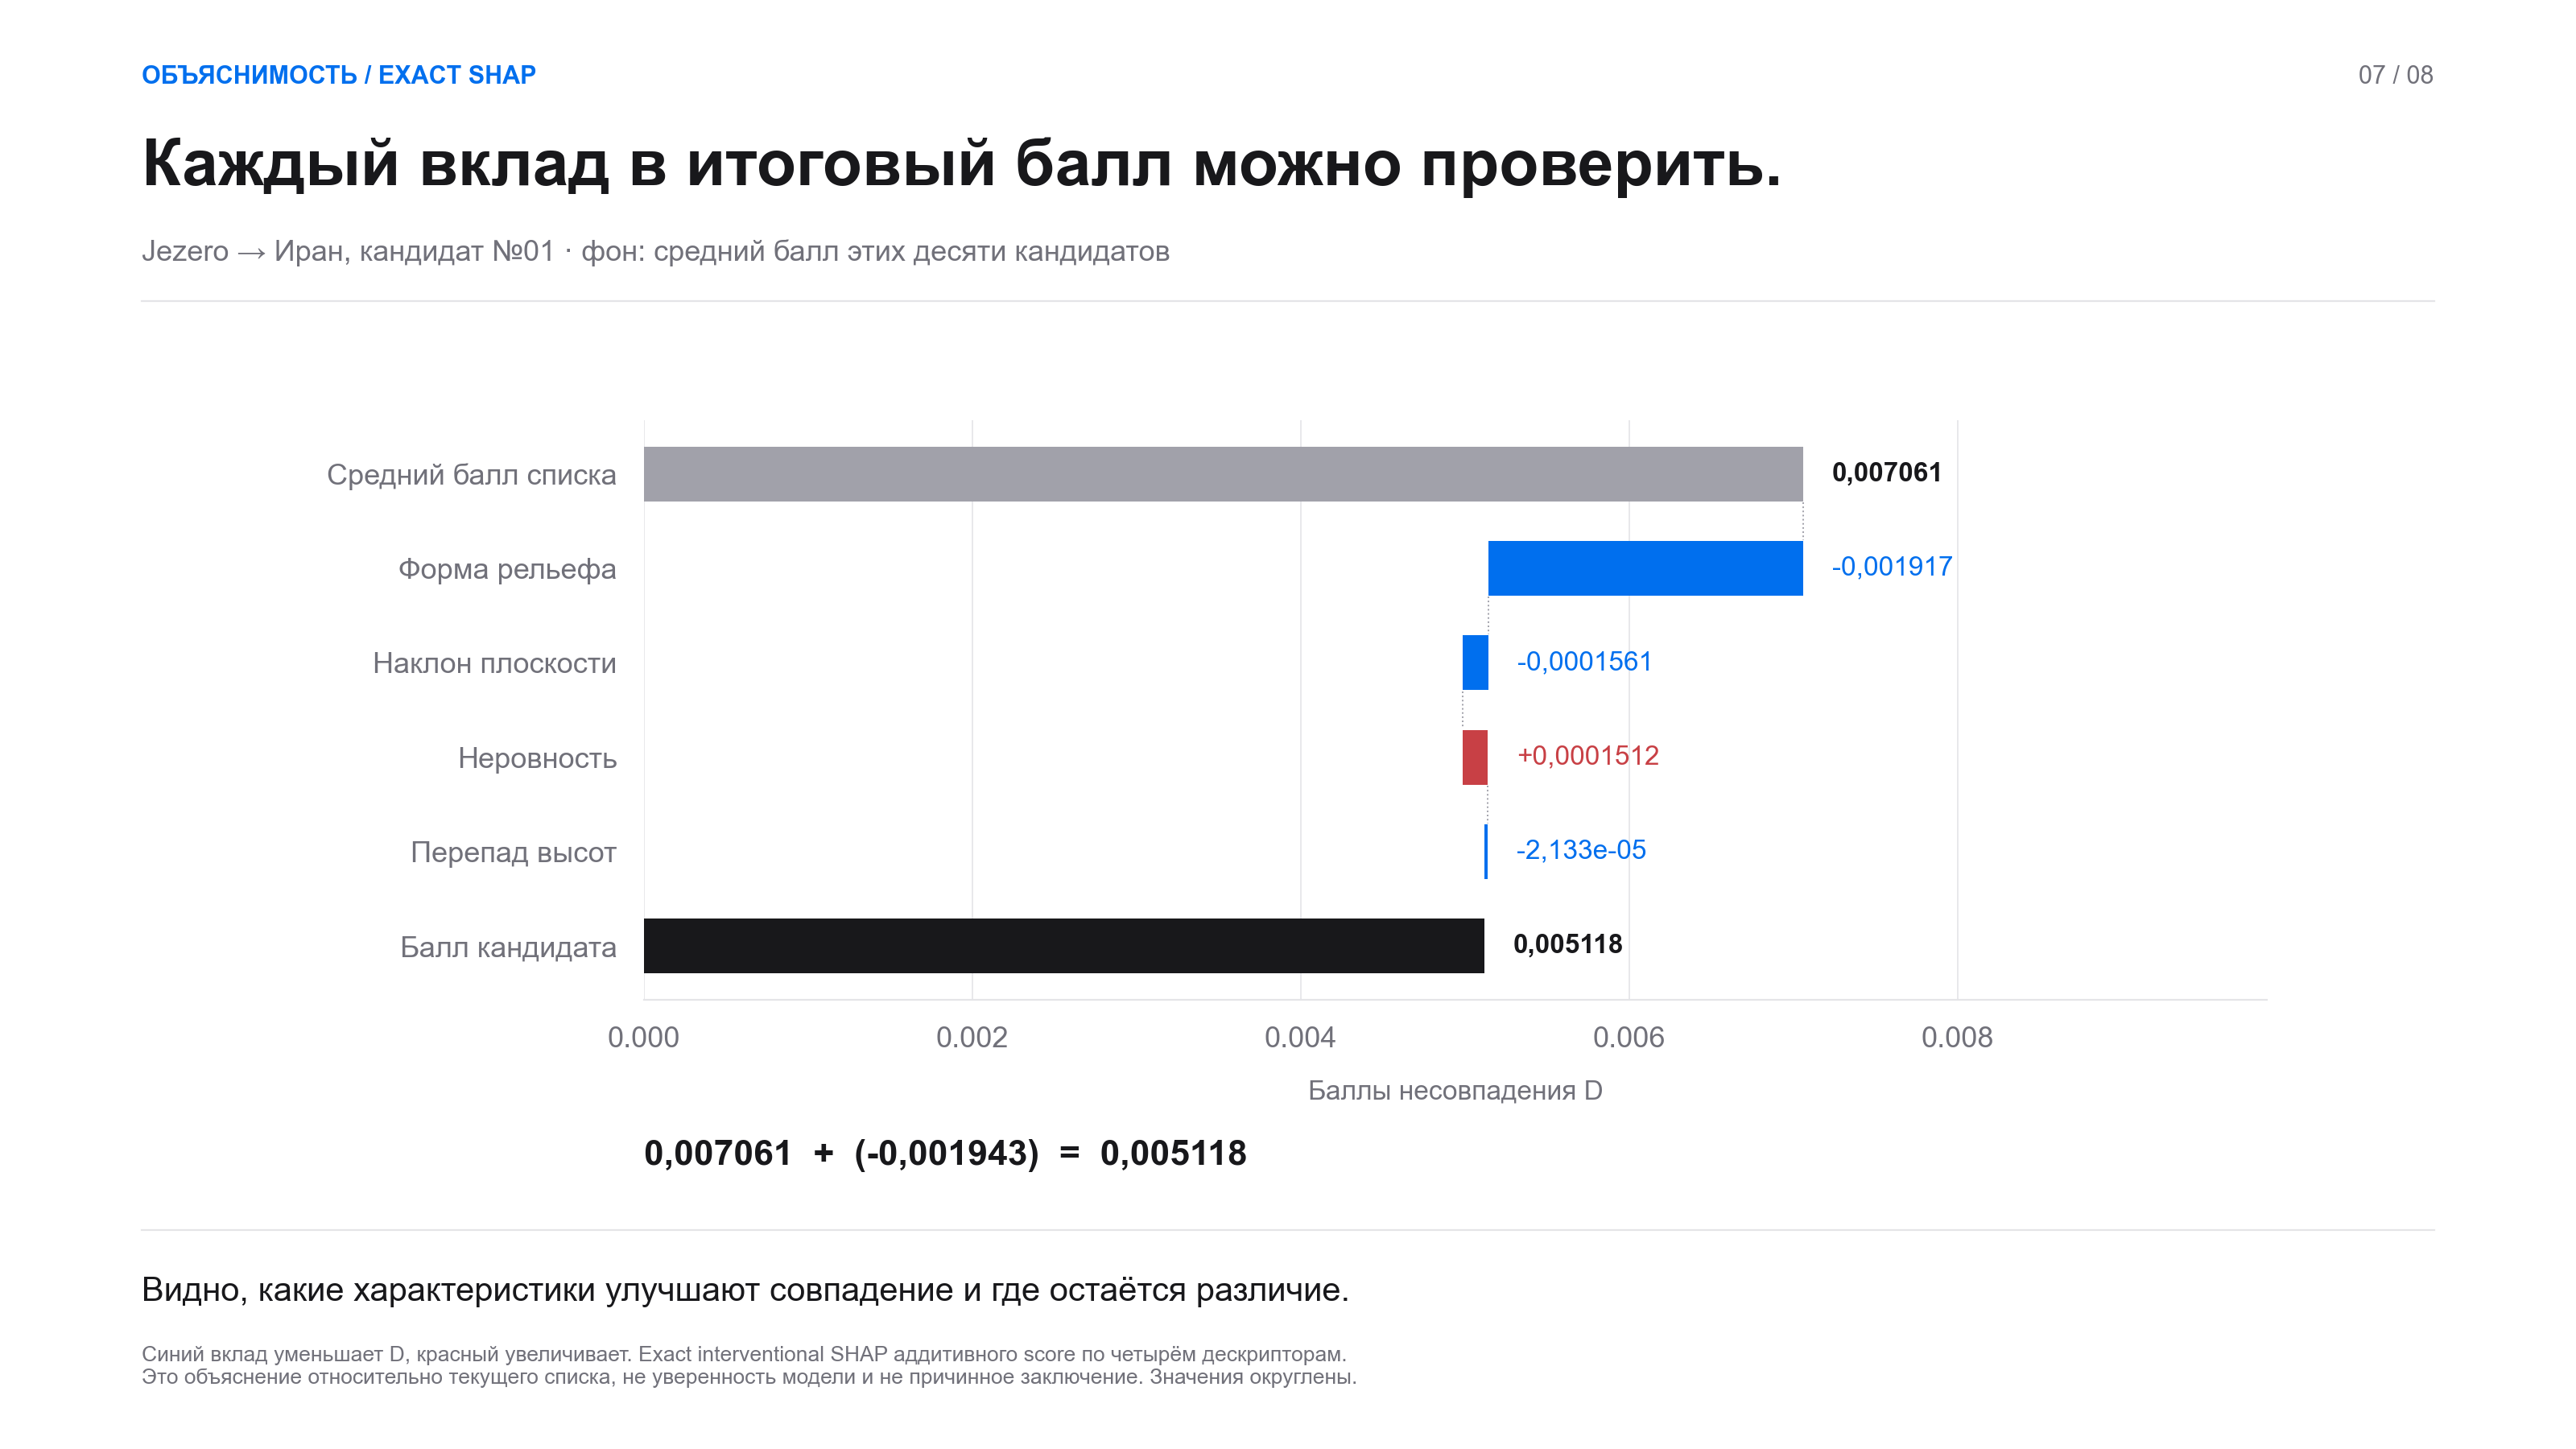 ОБЪЯСНИМОСТЬ / EXACT SHAP
07 / 08
Каждый вклад в итоговый балл можно проверить.
Jezero → Иран, кандидат №01 · фон: средний балл этих десяти кандидатов
Средний балл списка
0,007061
Форма рельефа
-0,001917
Наклон плоскости
-0,0001561
Неровность
+0,0001512
Перепад высот
-2,133e-05
Балл кандидата
0,005118
0.000
0.002
0.004
0.006
0.008
Баллы несовпадения D
0,007061 + (-0,001943) = 0,005118
Видно, какие характеристики улучшают совпадение и где остаётся различие.
Синий вклад уменьшает D, красный увеличивает. Exact interventional SHAP аддитивного score по четырём дескрипторам.
Это объяснение относительно текущего списка, не уверенность модели и не причинное заключение. Значения округлены.